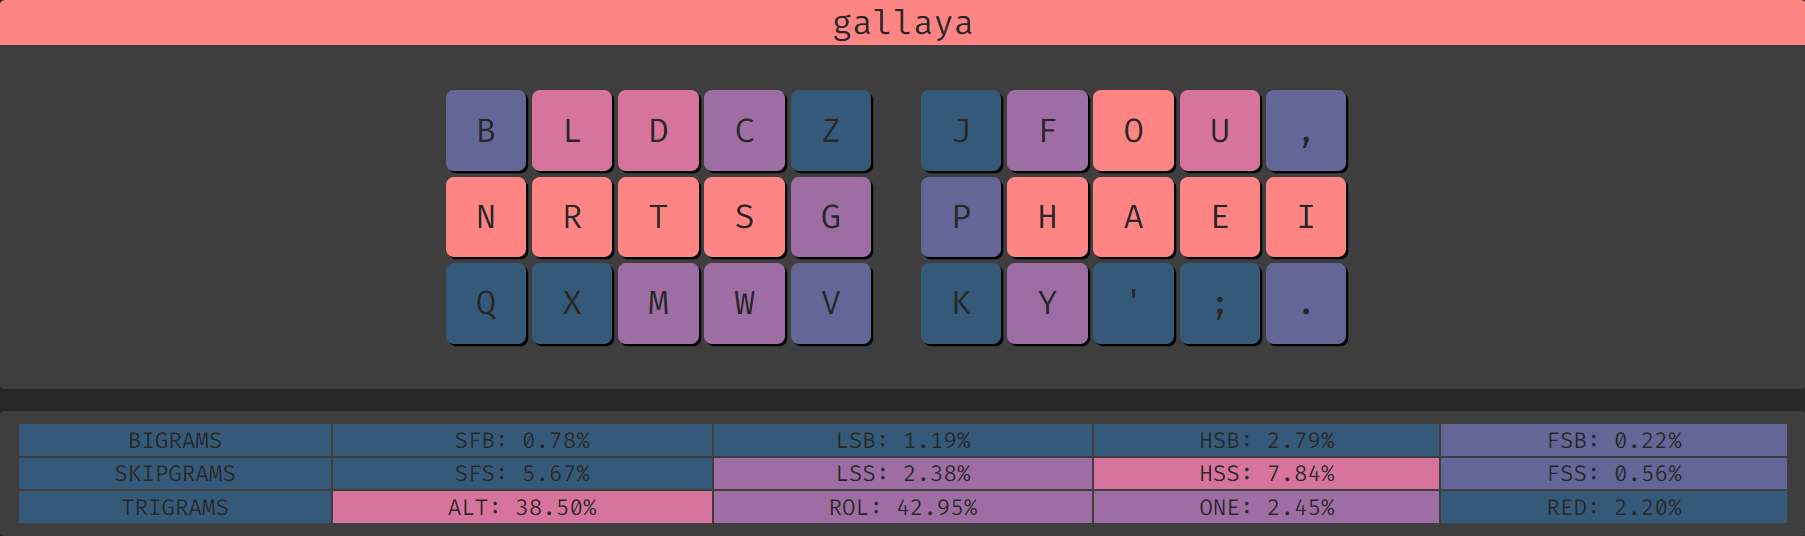 gallaya
B L D C Z J F O U ,
N R T S G P H A E I
Q X M W V K Y ' ; .
BIGRAMS SFB: 0.78% LSB: 1.19% HSB: 2.79% FSB: 0.22%
SKIPGRAMS SFS: 5.67% LSS: 2.38% HSS: 7.84% FSS: 0.56%
TRIGRAMS ALT: 38.50% ROL: 42.95% ONE: 2.45% RED: 2.20%